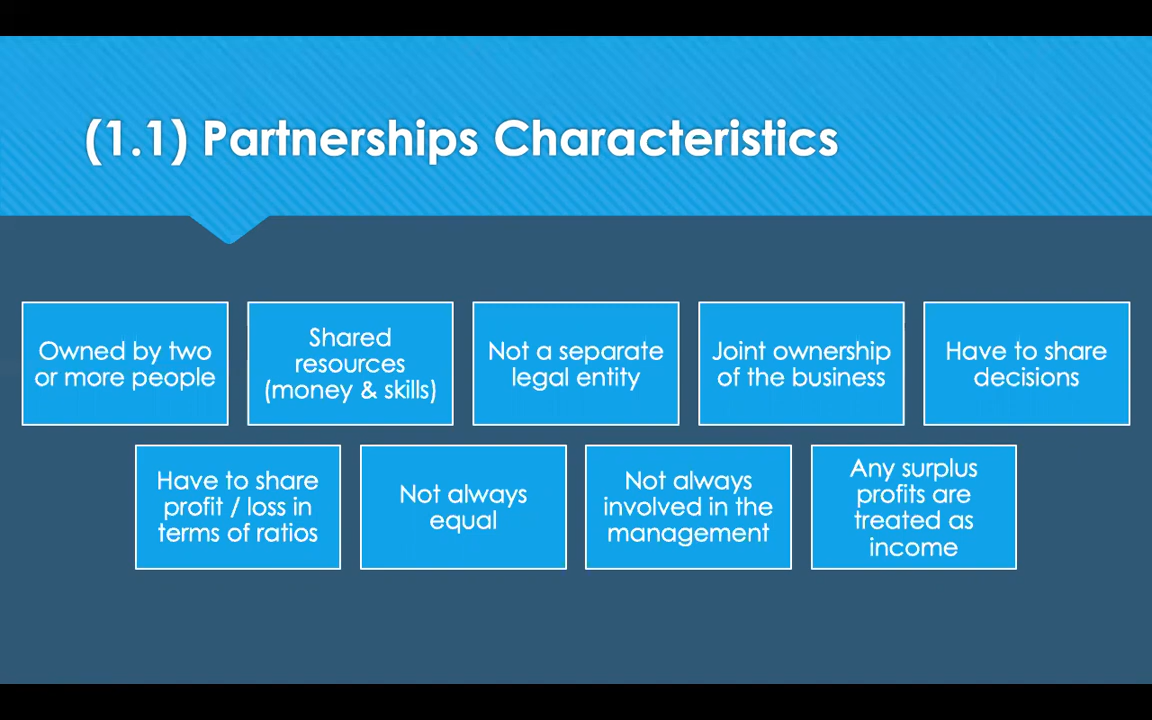 (1.1) Partnerships Characteristics
Owned by two
or more people
Shared
resources
(money & skills)
Not a separate
legal entity
Joint ownership
of the business
Have to share
decisions
Have to share
profit / loss in
terms of ratios
Not always
equal
Not always
involved in the
management
Any surplus
profits are
treated as
income